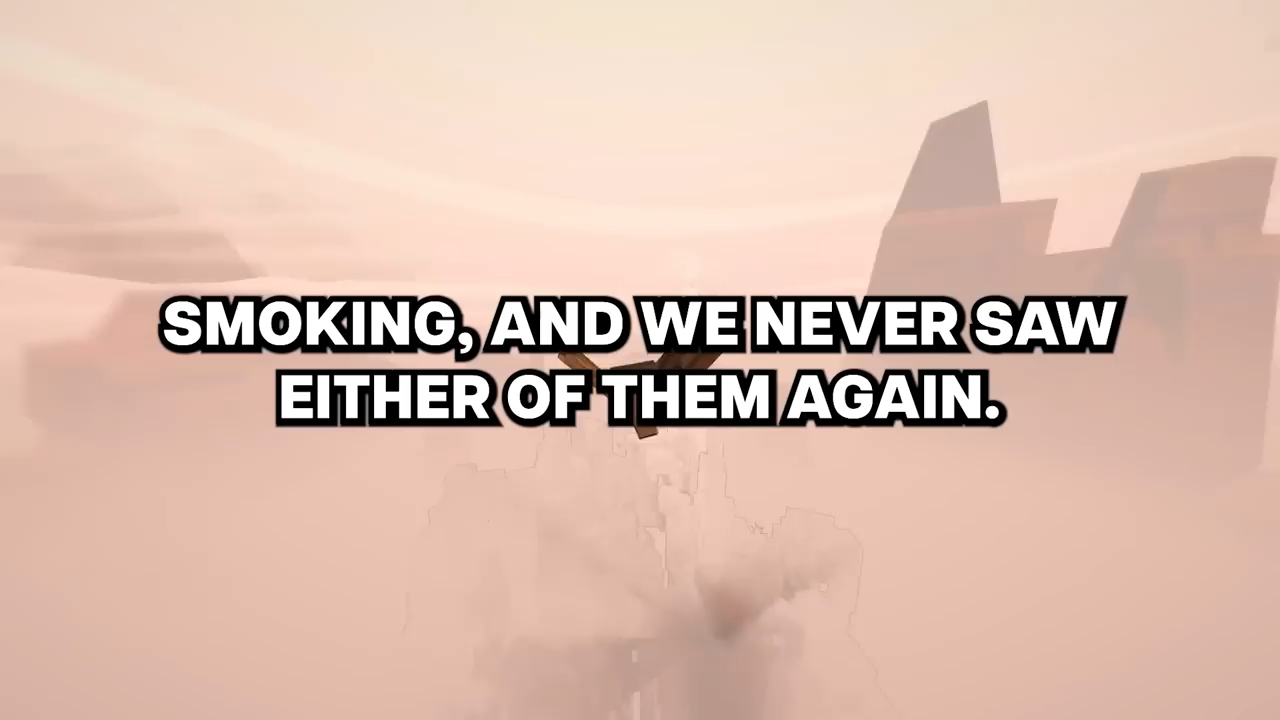 SMOKING, AND WE NEVER SAW
EITHER OF THEM AGAIN.